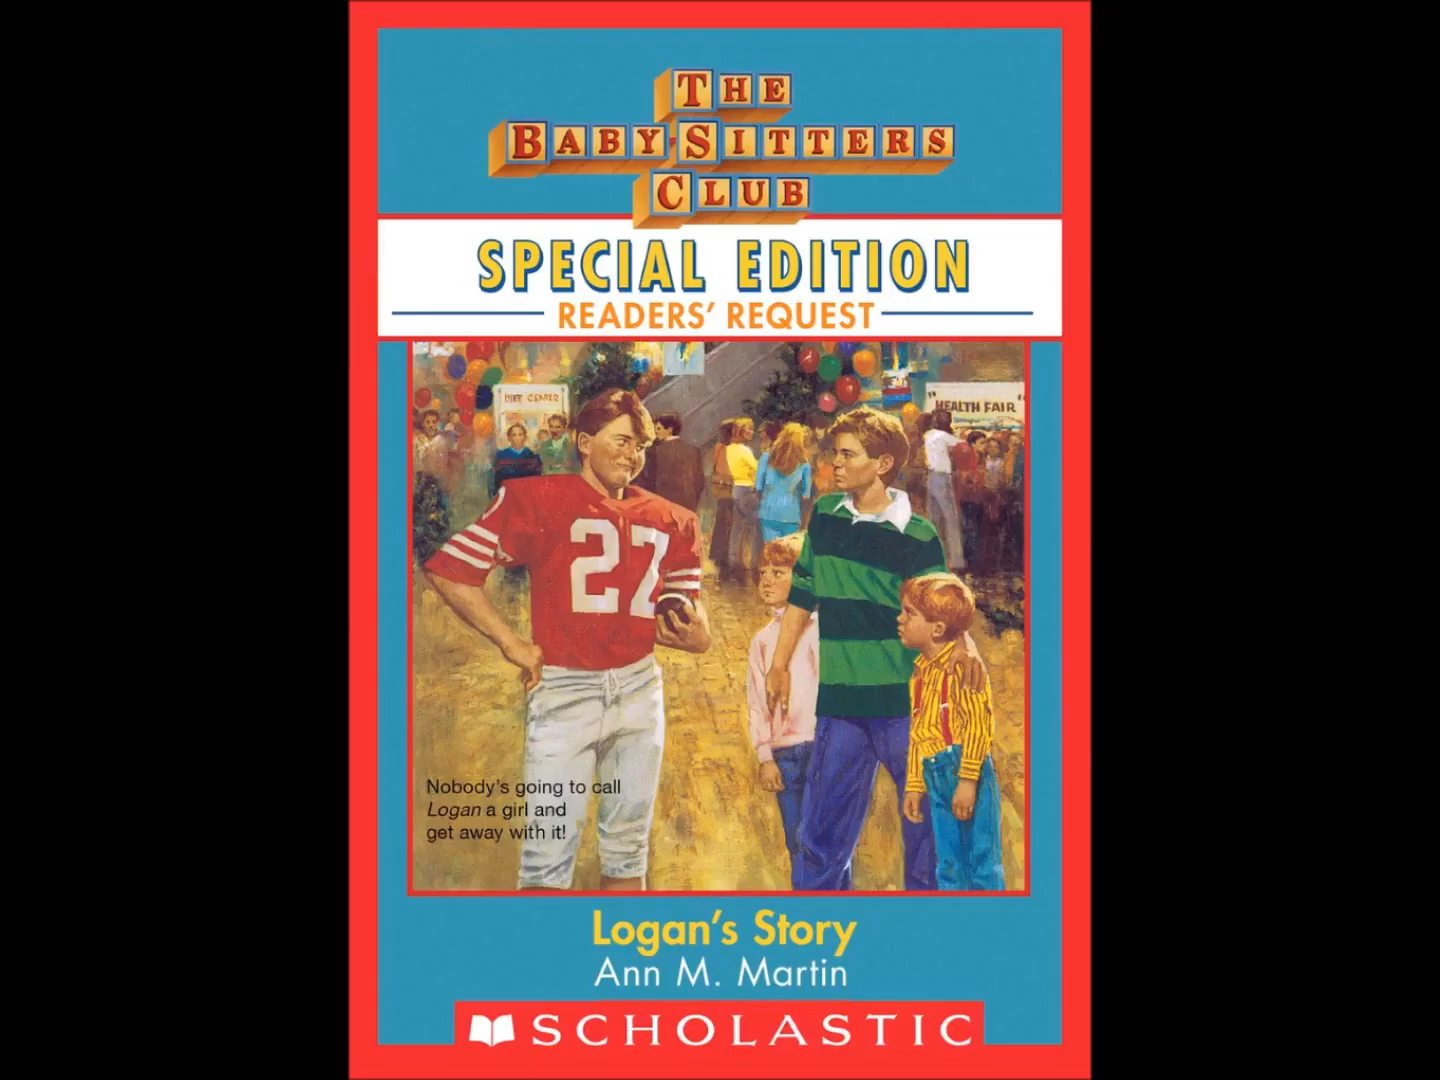 THE
BABY-SITTERS
CLUB
SPECIAL EDITION
READERS' REQUEST
DIET CENTER
"HEALTH FAIR"
27
Nobody's going to call
Logan a girl and
get away with it!
Logan's Story
Ann M. Martin
SCHOLASTIC